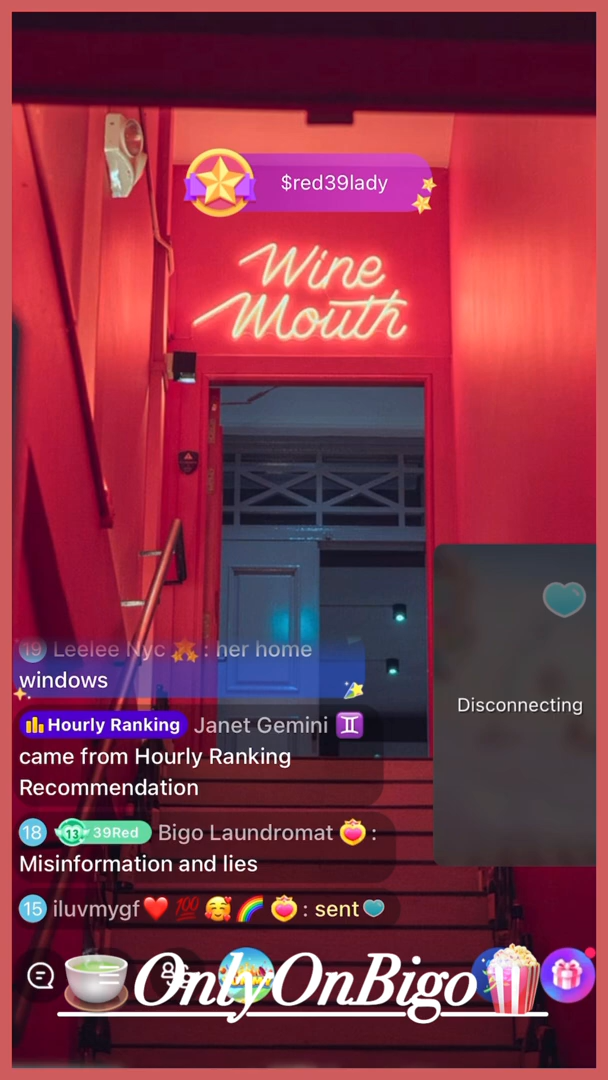 $red39lady
Wine
Mouth
19 Leelee Nyc : her home
windows
Disconnecting
Hourly Ranking Janet Gemini ♊
came from Hourly Ranking
Recommendation
18 13 39Red Bigo Laundromat :
Misinformation and lies
15 iluvmygf❤️ 💯 🥰 🌈 : sent
OnlyOnBigo